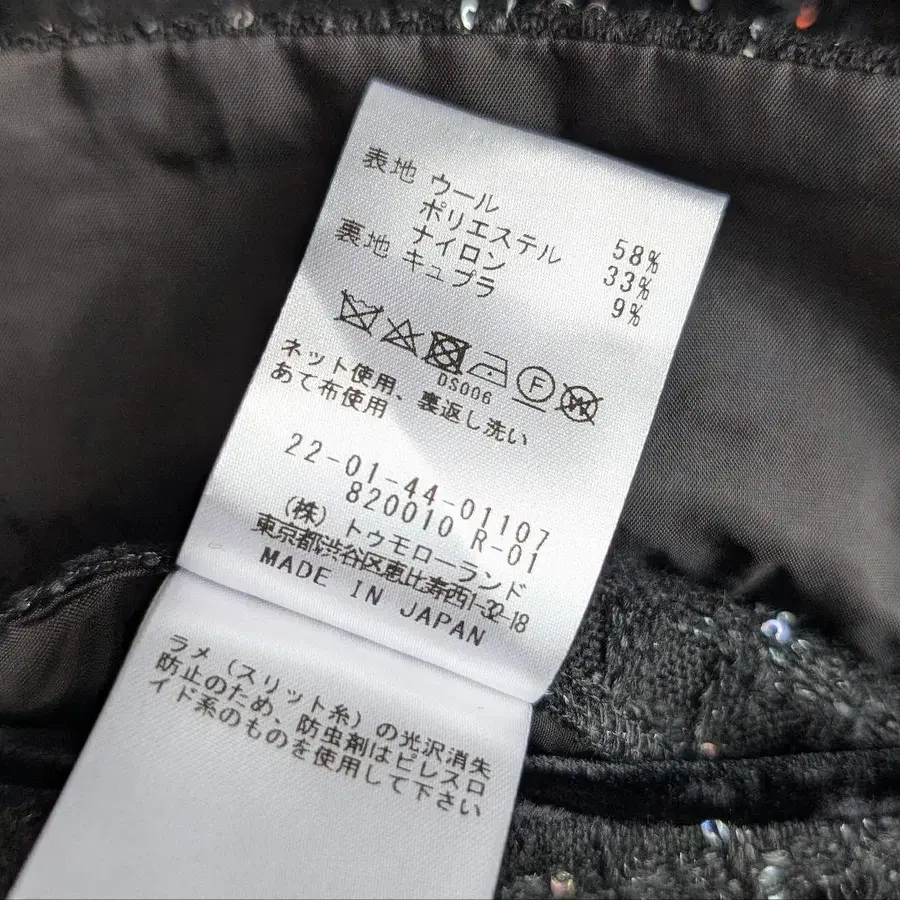 表地 ウール 58%
ポリエステル 33%
ナイロン 9%
裏地 キュプラ
DS006
F
W
ネット使用、裏返し洗い
あて布使用
22-01-44-01107
820010 R-01
(株) トゥモローランド
東京都渋谷区恵比寿西1-32-18
MADE IN JAPAN
ラメ (スリット糸) の光沢消失
防止のため、防虫剤はピレスロ
イド系のものを使用して下さい